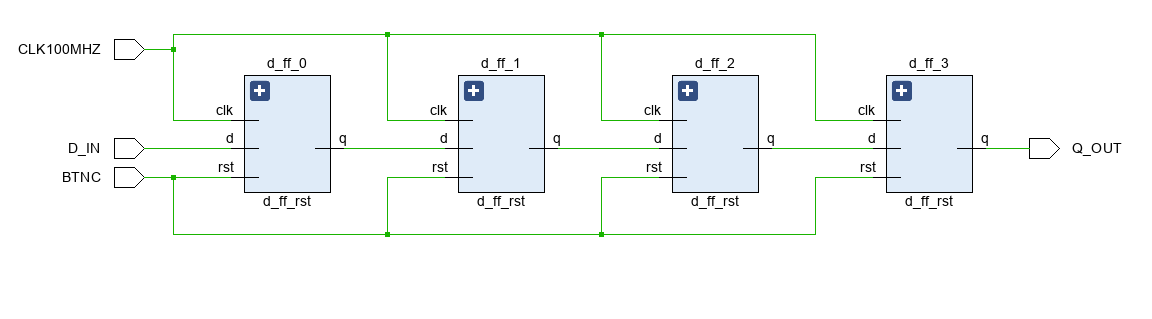 CLK100MHZ
D_IN
BTNC
d_ff_0
clk
d
rst
q
d_ff_rst
d_ff_1
clk
d
rst
q
d_ff_rst
d_ff_2
clk
d
rst
q
d_ff_rst
d_ff_3
clk
d
rst
q
d_ff_rst
Q_OUT